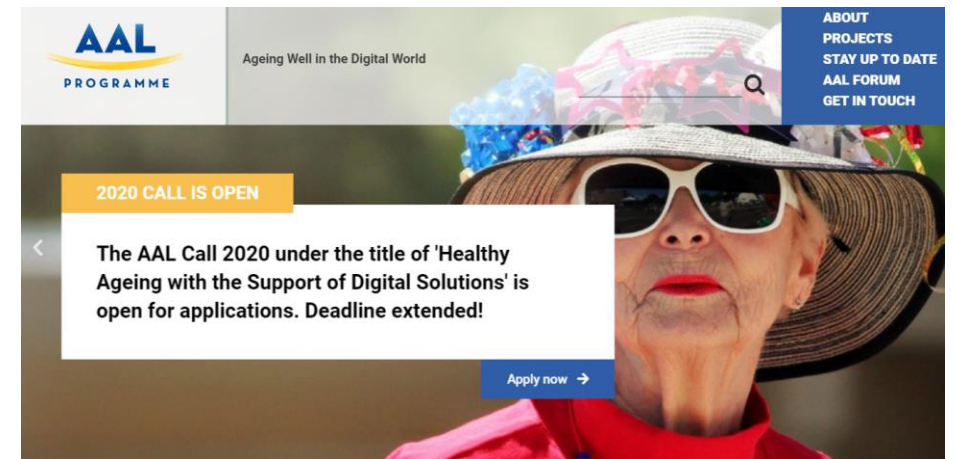 AAL
PROGRAMME
Ageing Well in the Digital World
ABOUT
PROJECTS
STAY UP TO DATE
AAL FORUM
GET IN TOUCH
2020 CALL IS OPEN
The AAL Call 2020 under the title of 'Healthy
Ageing with the Support of Digital Solutions' is
open for applications. Deadline extended!
Apply now